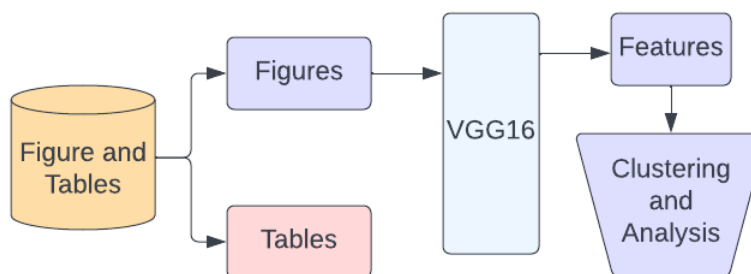 Figure and
Tables
Figures
Tables
VGG16
Features
Clustering
and
Analysis